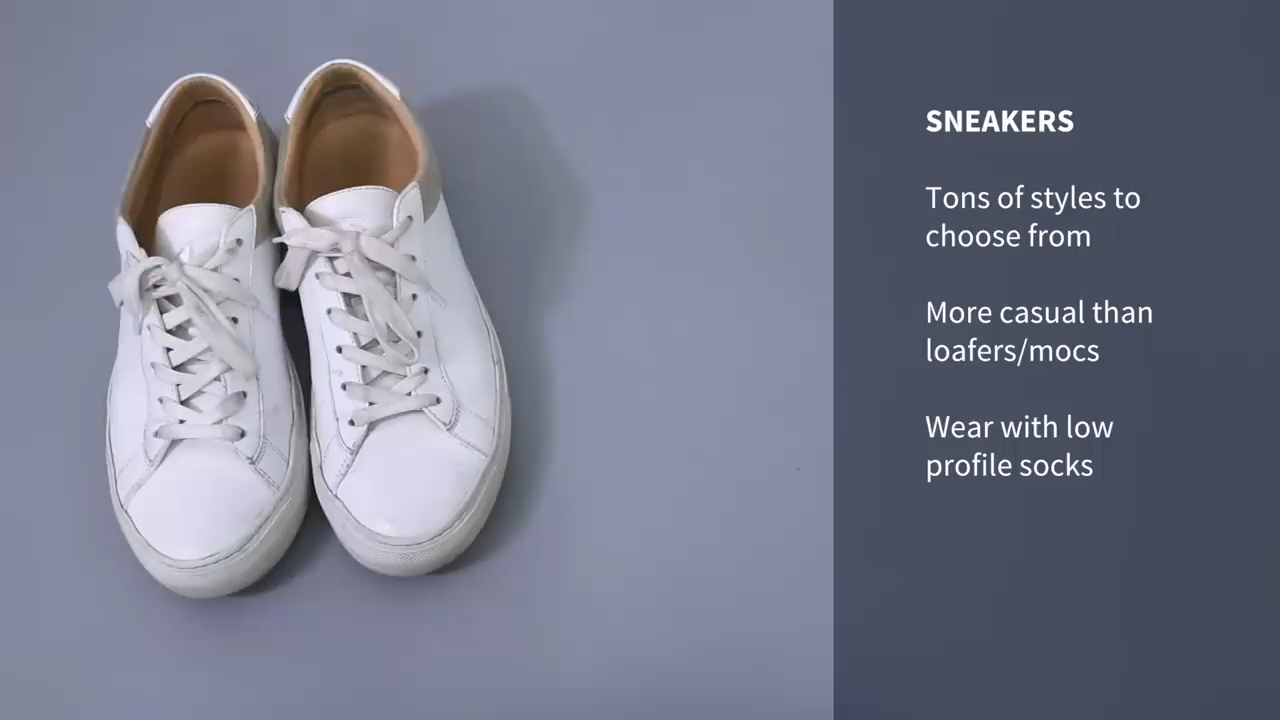 SNEAKERS
Tons of styles to
choose from
More casual than
loafers/mocs
Wear with low
profile socks